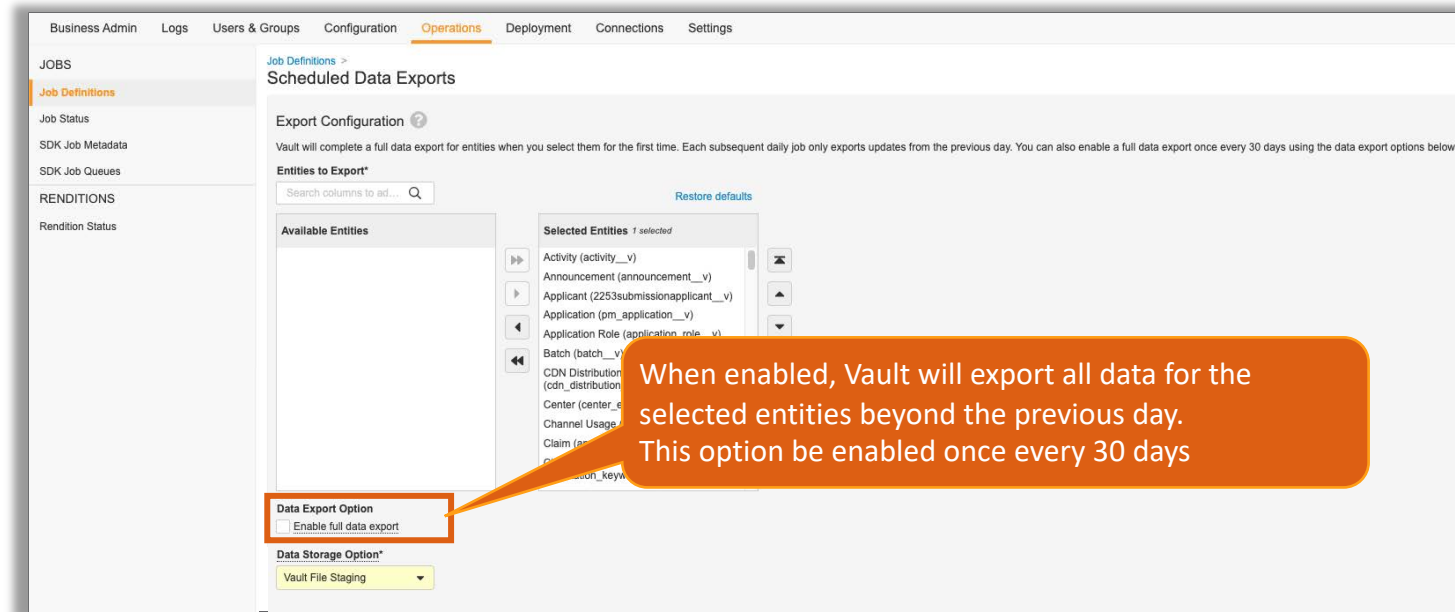 Business Admin Logs Users & Groups Configuration Operations Deployment Connections Settings
JOBS
Job Definitions
Job Status
SDK Job Metadata
SDK Job Queues
RENDITIONS
Rendition Status
Job Definitions >
Scheduled Data Exports
Export Configuration ?
Vault will complete a full data export for entities when you select them for the first time. Each subsequent daily job only exports updates from the previous day. You can also enable a full data export once every 30 days using the data export options below
Entities to Export*
Search columns to ad...
Restore defaults
Available Entities
Selected Entities 1 selected
Activity (activity__v)
Announcement (announcement__v)
Applicant (2253submissionapplicant__v)
Application (pm_application__v)
Application Role (application_role__v)
Batch (batch__v)
CDN Distribution
(cdn_distribution
Center (center_e
Channel Usage
Claim
When enabled, Vault will export all data for the
selected entities beyond the previous day.
This option be enabled once every 30 days
Data Export Option
Enable full data export
Data Storage Option*
Vault File Staging